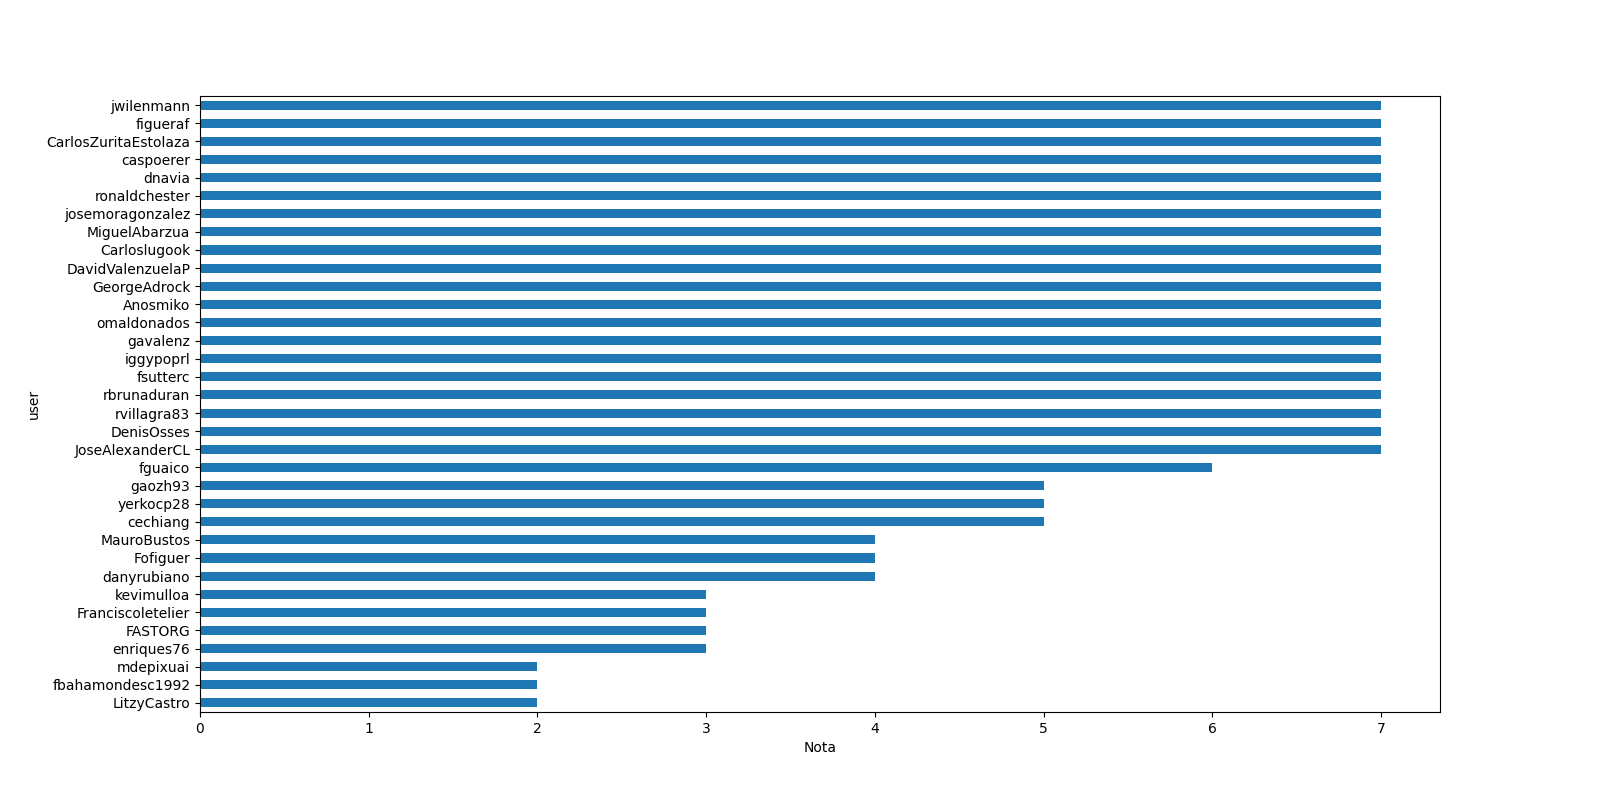 jwilenmann
figueraf
CarlosZuritaEstolaza
caspoerer
dnavia
ronaldchester
josemoragonzalez
MiguelAbarzua
Carloslugook
DavidValenzuelaP
GeorgeAdrock
Anosmiko
omaldonados
gavalenz
iggypoprl
fsutterc
rbrunaduran
rvillagra83
DenisOsses
JoseAlexanderCL
fguaico
gaozh93
yerkocp28
cechiang
MauroBustos
Fofiguer
danyrubiano
kevimulloa
Franciscoletelier
FASTORG
enriques76
mdepixuai
fbahamondesc1992
LitzyCastro
user
0 1 2 3 4 5 6 7
Nota